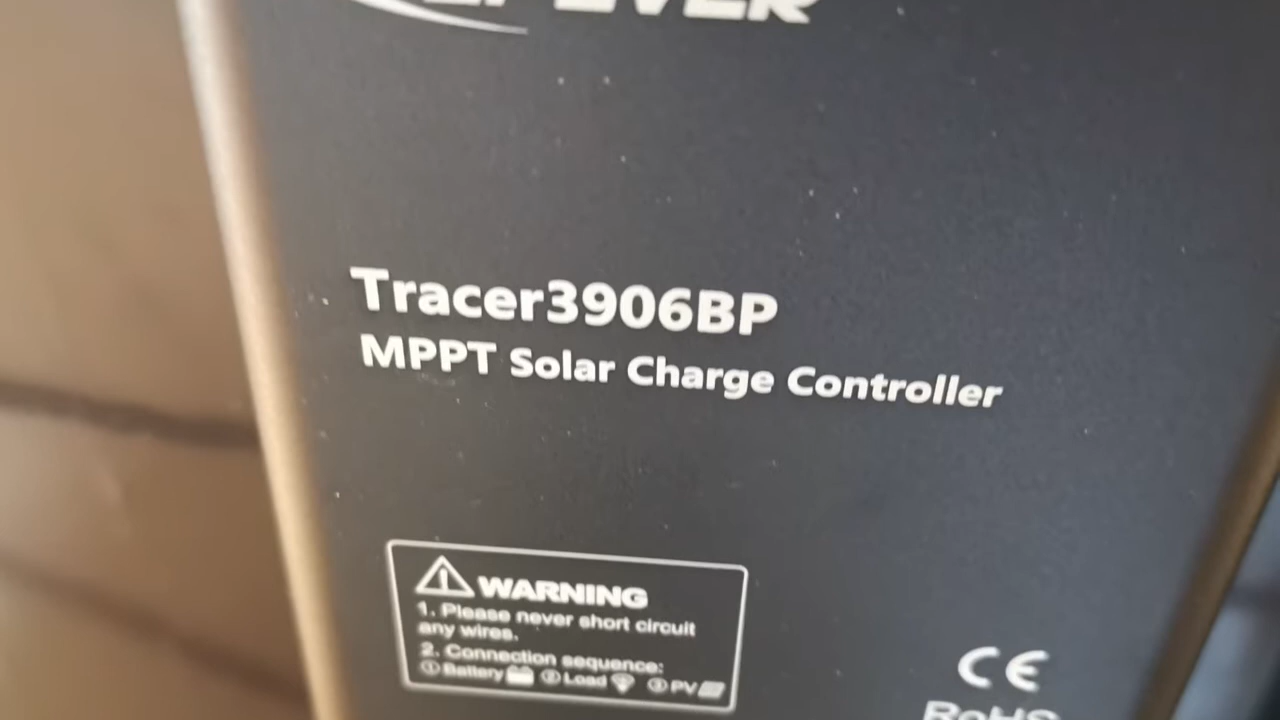 Tracer3906BP
MPPT Solar Charge Controller
WARNING
1. Please never short circuit
any wires.
2. Connection sequence:
① Battery ② Load ③ PV
CE
RoHS